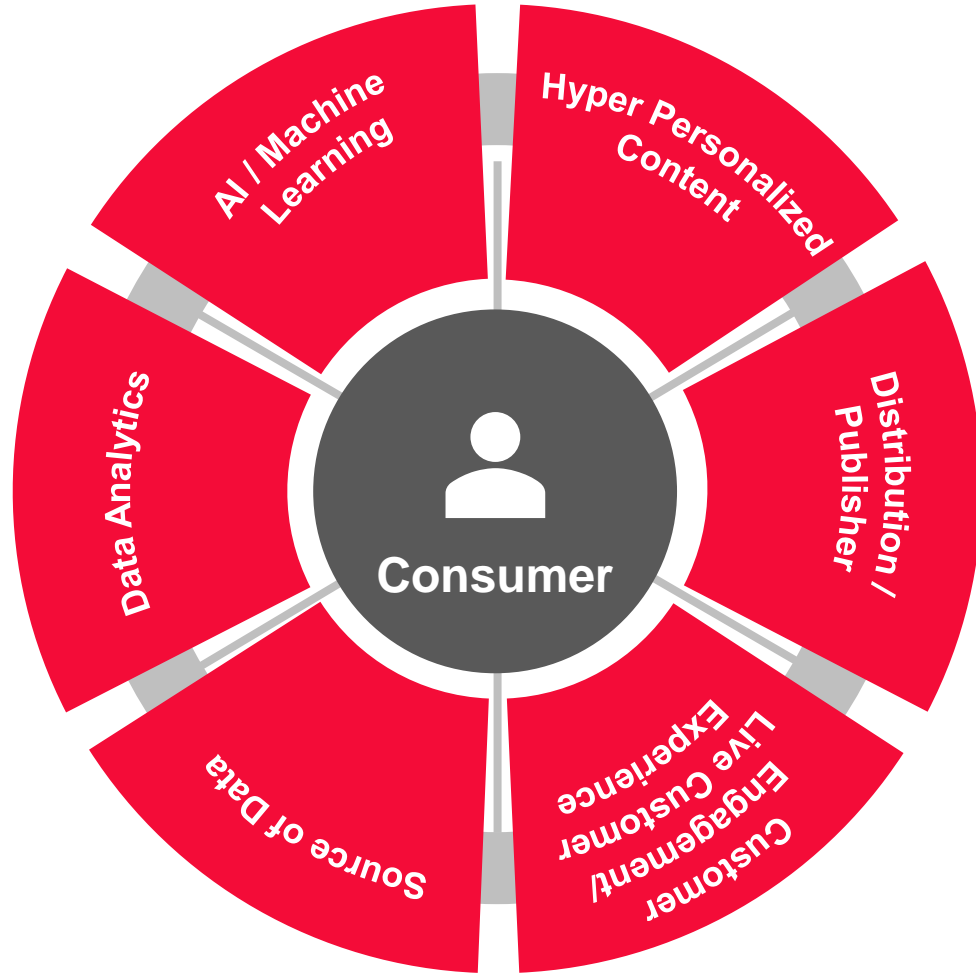 AI / Machine
Learning
Hyper Personalized
Content
Distribution /
Publisher
Customer
Engagement/
Live Customer
Experience
Source of Data
Data Analytics
Consumer